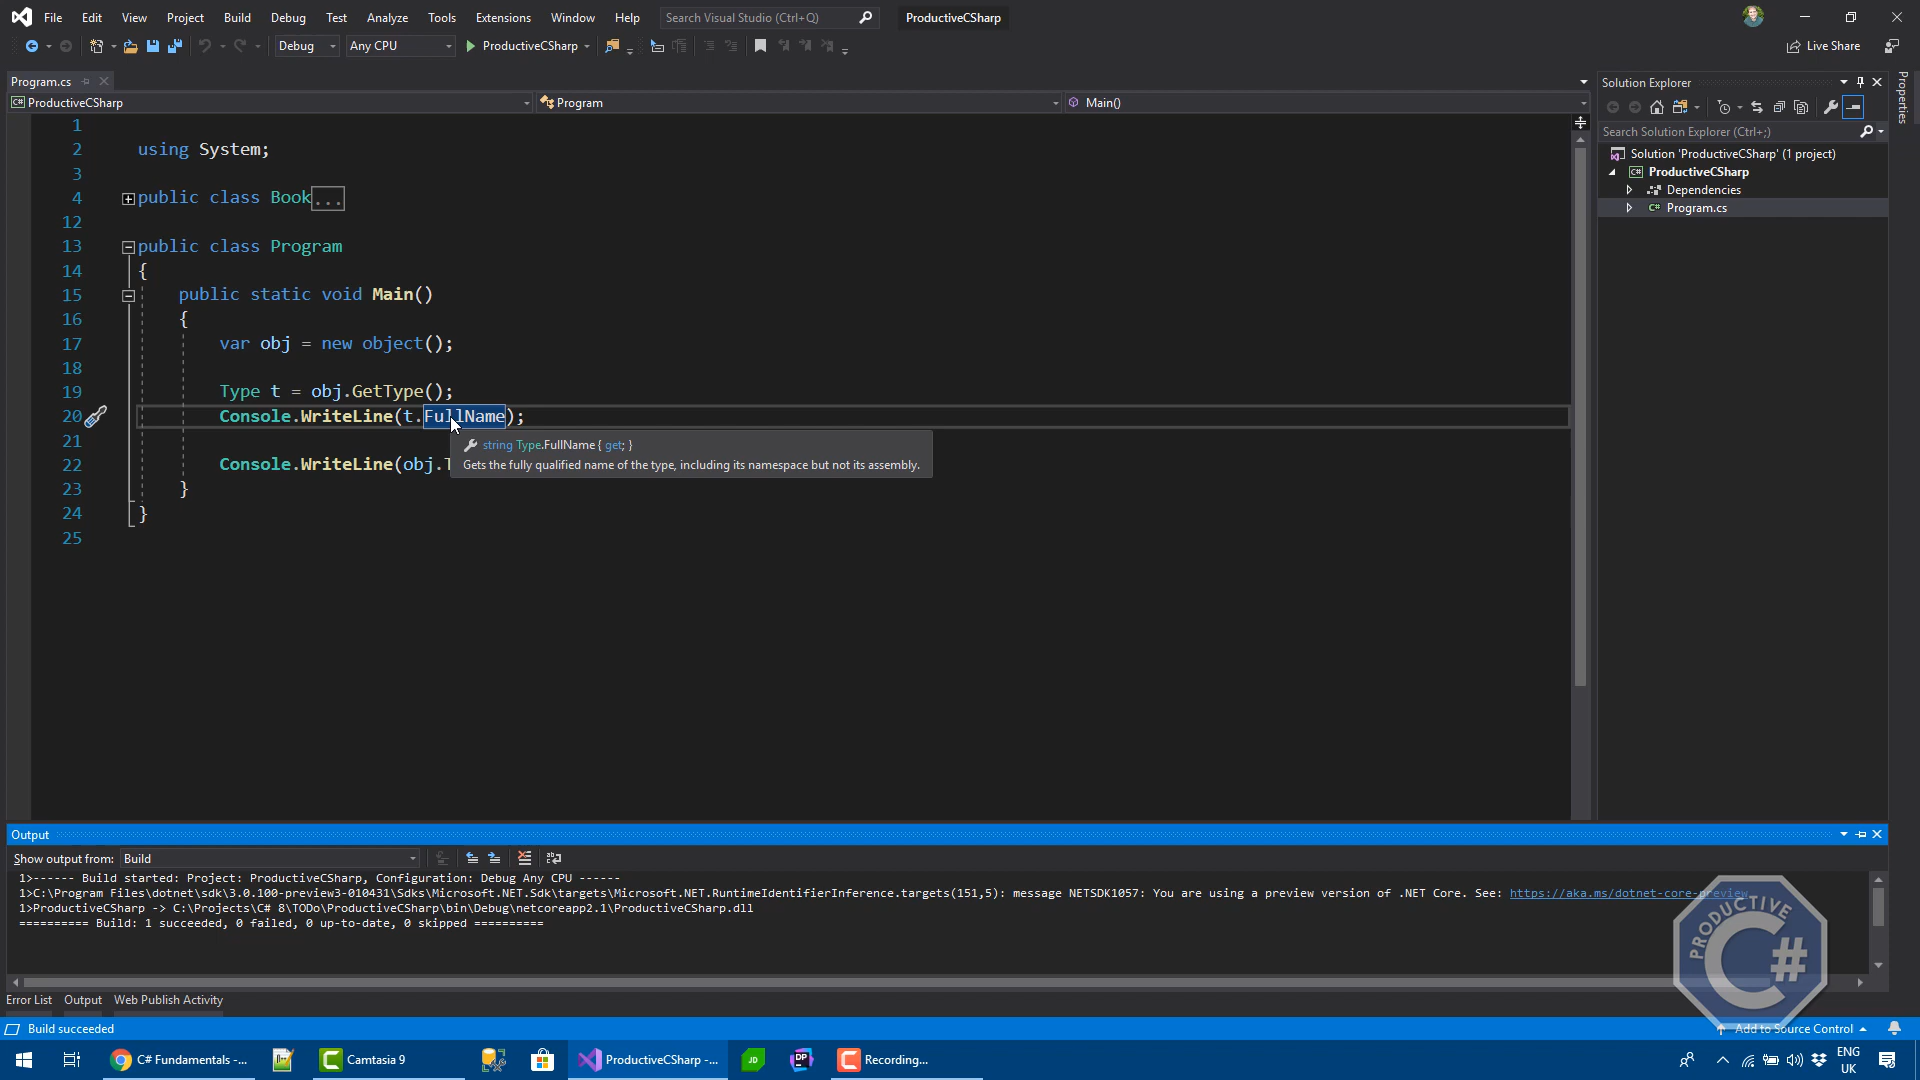 File Edit View Project Build Debug Test Analyze Tools Extensions Window Help Search Visual Studio (Ctrl+Q) ProductiveCSharp
Debug Any CPU ProductiveCSharp Live Share
Program.cs
ProductiveCSharp Program Main()
1
2 using System;
3
4 public class Book...
12
13 public class Program
14 {
15 public static void Main()
16 {
17 var obj = new object();
18
19 Type t = obj.GetType();
20 Console.WriteLine(t.FullName);
21
string Type.FullName { get; }
Gets the fully qualified name of the type, including its namespace but not its assembly.
22 Console.WriteLine(obj.
23 }
24 }
25
Solution Explorer
Search Solution Explorer (Ctrl+;)
Solution 'ProductiveCSharp' (1 project)
ProductiveCSharp
Dependencies
Program.cs
Properties
Output
Show output from: Build
1>------ Build started: Project: ProductiveCSharp, Configuration: Debug Any CPU ------
1>C:\Program Files\dotnet\sdk\3.0.100-preview3-010431\Sdks\Microsoft.NET.Sdk\targets\Microsoft.NET.RuntimeIdentifierInference.targets(151,5): message NETSDK1057: You are using a preview version of .NET Core. See: https://aka.ms/dotnet-core-preview
1>ProductiveCSharp -> C:\Projects\C# 8\TODo\ProductiveCSharp\bin\Debug\netcoreapp2.1\ProductiveCSharp.dll
========== Build: 1 succeeded, 0 failed, 0 up-to-date, 0 skipped ==========
PRODUCTIVE
C#
Error List Output Web Publish Activity
Build succeeded Add to Source Control
C# Fundamentals -... Camtasia 9 ProductiveCSharp -... JD DP Recording... ENG
UK